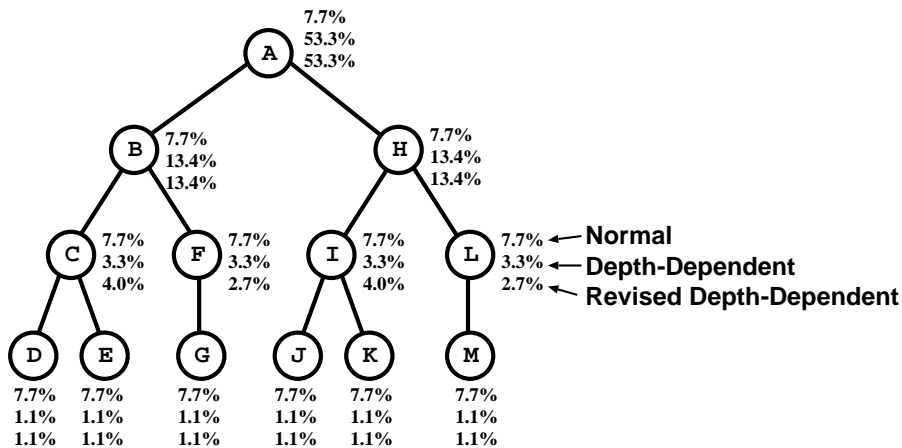 7.7%
53.3%
A 53.3%
B 7.7%
13.4%
13.4%
H 7.7%
13.4%
13.4%
C 7.7%
3.3%
4.0%
F 7.7%
3.3%
2.7%
I 7.7%
3.3%
4.0%
L 7.7% Normal
3.3% Depth-Dependent
2.7% Revised Depth-Dependent
D E G J K M
7.7% 7.7% 7.7% 7.7% 7.7% 7.7%
1.1% 1.1% 1.1% 1.1% 1.1% 1.1%
1.1% 1.1% 1.1% 1.1% 1.1% 1.1%